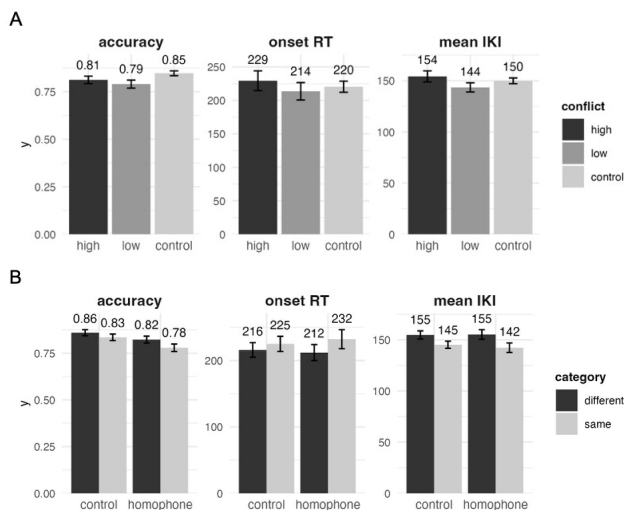 A
accuracy
onset RT
mean IKI
0.81
0.79
0.85
229
214
220
154
144
150
y
0.75
0.50
0.25
0.00
250
200
150
100
50
0
150
100
50
0
conflict
high
low
control
high low control
high low control
high low control
B
accuracy
onset RT
mean IKI
0.86
0.83
0.82
0.78
216
225
212
232
155
145
155
142
y
0.75
0.50
0.25
0.00
200
100
0
150
100
50
0
category
different
same
control homophone
control homophone
control homophone